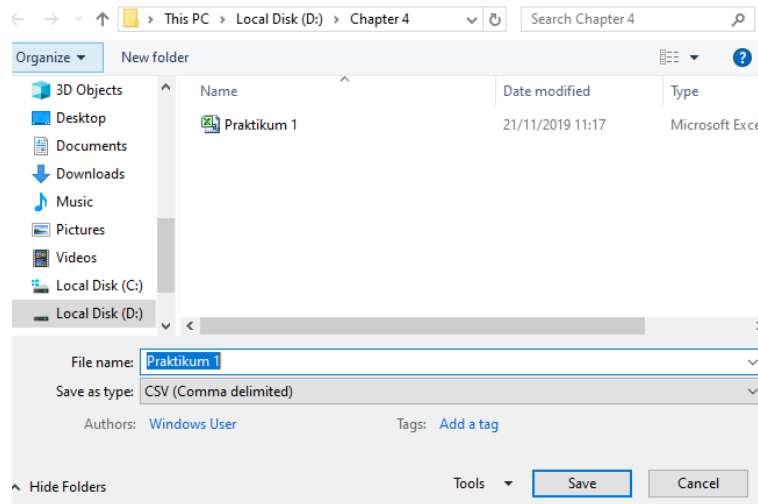 This PC > Local Disk (D:) > Chapter 4
Search Chapter 4
Organize
New folder
?
3D Objects
Desktop
Documents
Downloads
Music
Pictures
Videos
Local Disk (C:)
Local Disk (D:)
Name
Date modified
Type
Praktikum 1
21/11/2019 11:17
Microsoft Exce
File name: Praktikum 1
Save as type: CSV (Comma delimited)
Authors: Windows User
Tags: Add a tag
Hide Folders
Tools
Save
Cancel